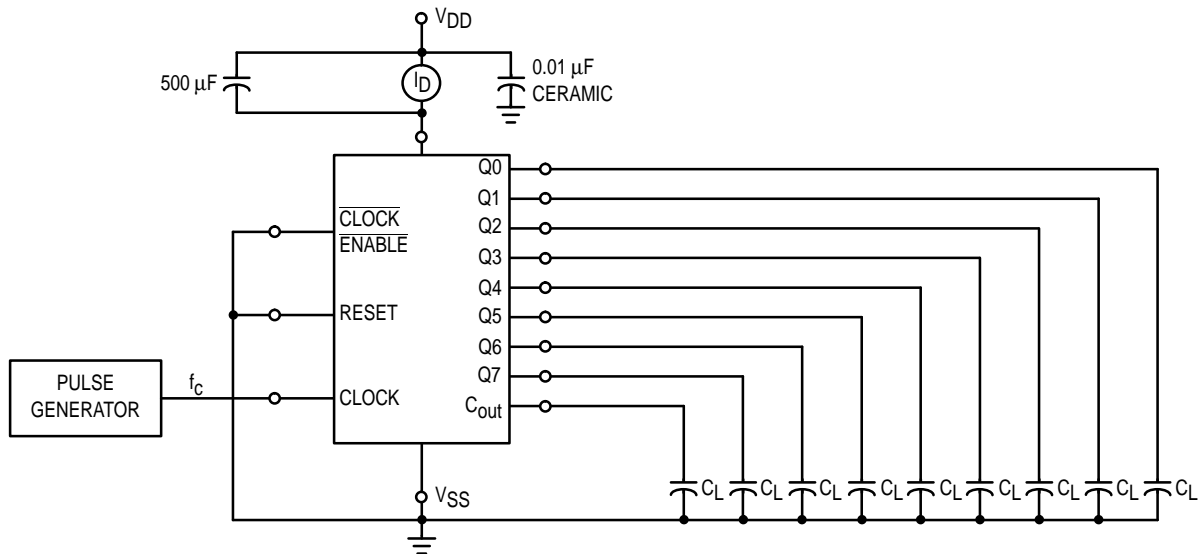 VDD
500 μF
ID
0.01 μF
CERAMIC
Q0
Q1
CLOCK
ENABLE
Q2
Q3
Q4
RESET
Q5
Q6
PULSE
GENERATOR
fc
CLOCK
Q7
Cout
VSS
CL
CL
CL
CL
CL
CL
CL
CL
CL